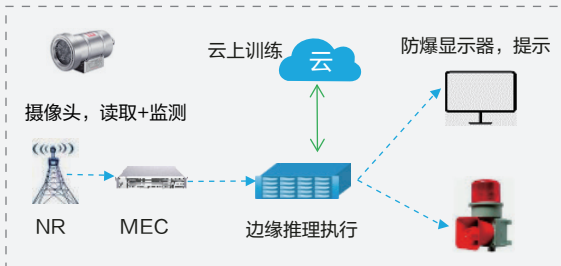 云上训练
云
防爆显示器，提示
摄像头，读取+监测
NR
MEC
边缘推理执行